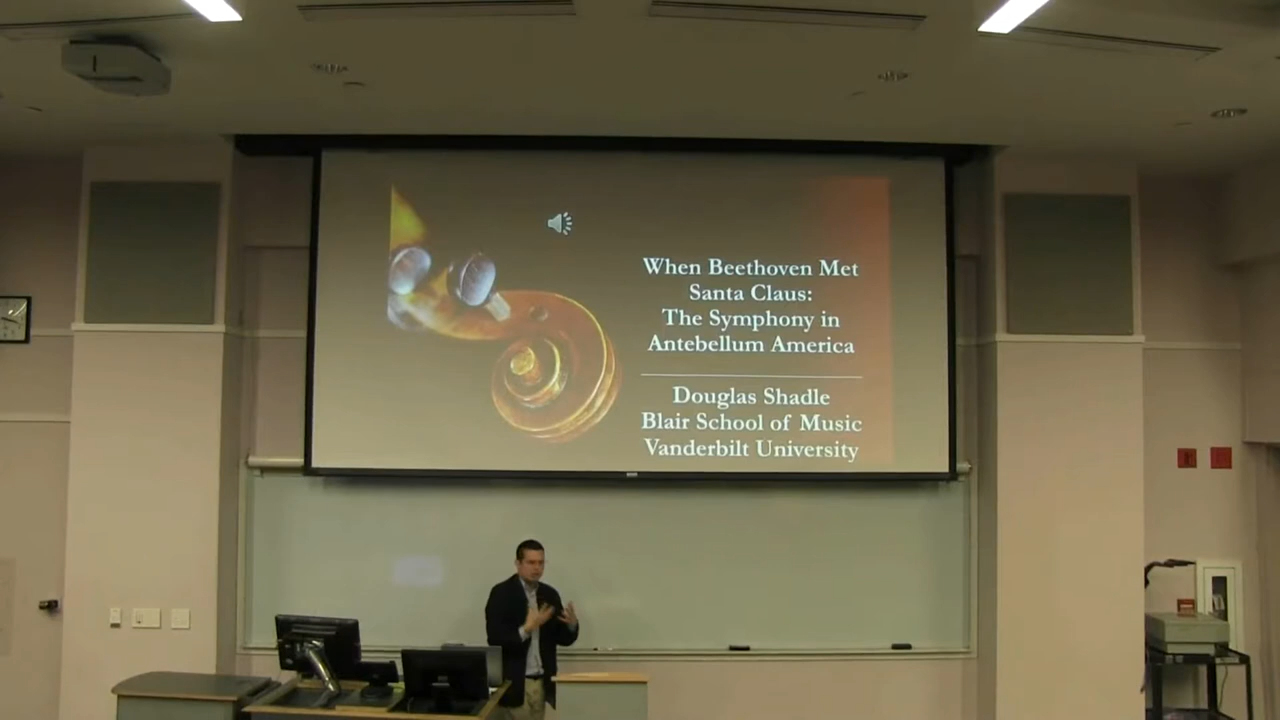 When Beethoven Met
Santa Claus:
The Symphony in
Antebellum America
Douglas Shadle
Blair School of Music
Vanderbilt University